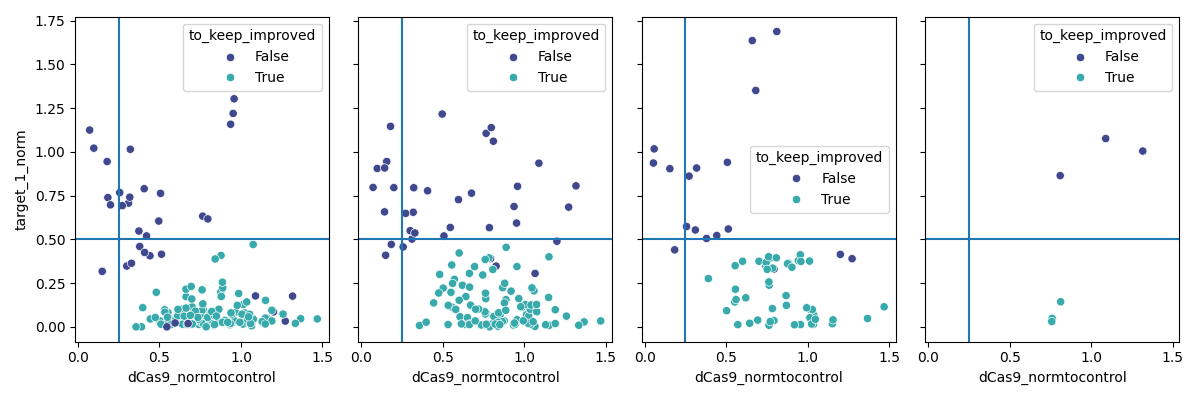 to_keep_improved
False
True
to_keep_improved
False
True
to_keep_improved
False
True
to_keep_improved
False
True
target_1_norm
1.75
1.50
1.25
1.00
0.75
0.50
0.25
0.00
0.0 0.5 1.0 1.5
0.0 0.5 1.0 1.5
0.0 0.5 1.0 1.5
0.0 0.5 1.0 1.5
dCas9_normtocontrol
dCas9_normtocontrol
dCas9_normtocontrol
dCas9_normtocontrol